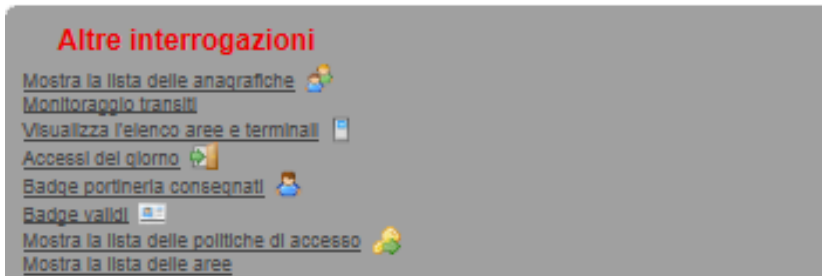 Altre interrogazioni
Mostra la lista delle anagrafiche
Monitoraggio transiti
Visualizza l'elenco aree e terminali
Accessi del giorno
Badge portineria consegnati
Badge validi
Mostra la lista delle politiche di accesso
Mostra la lista delle aree